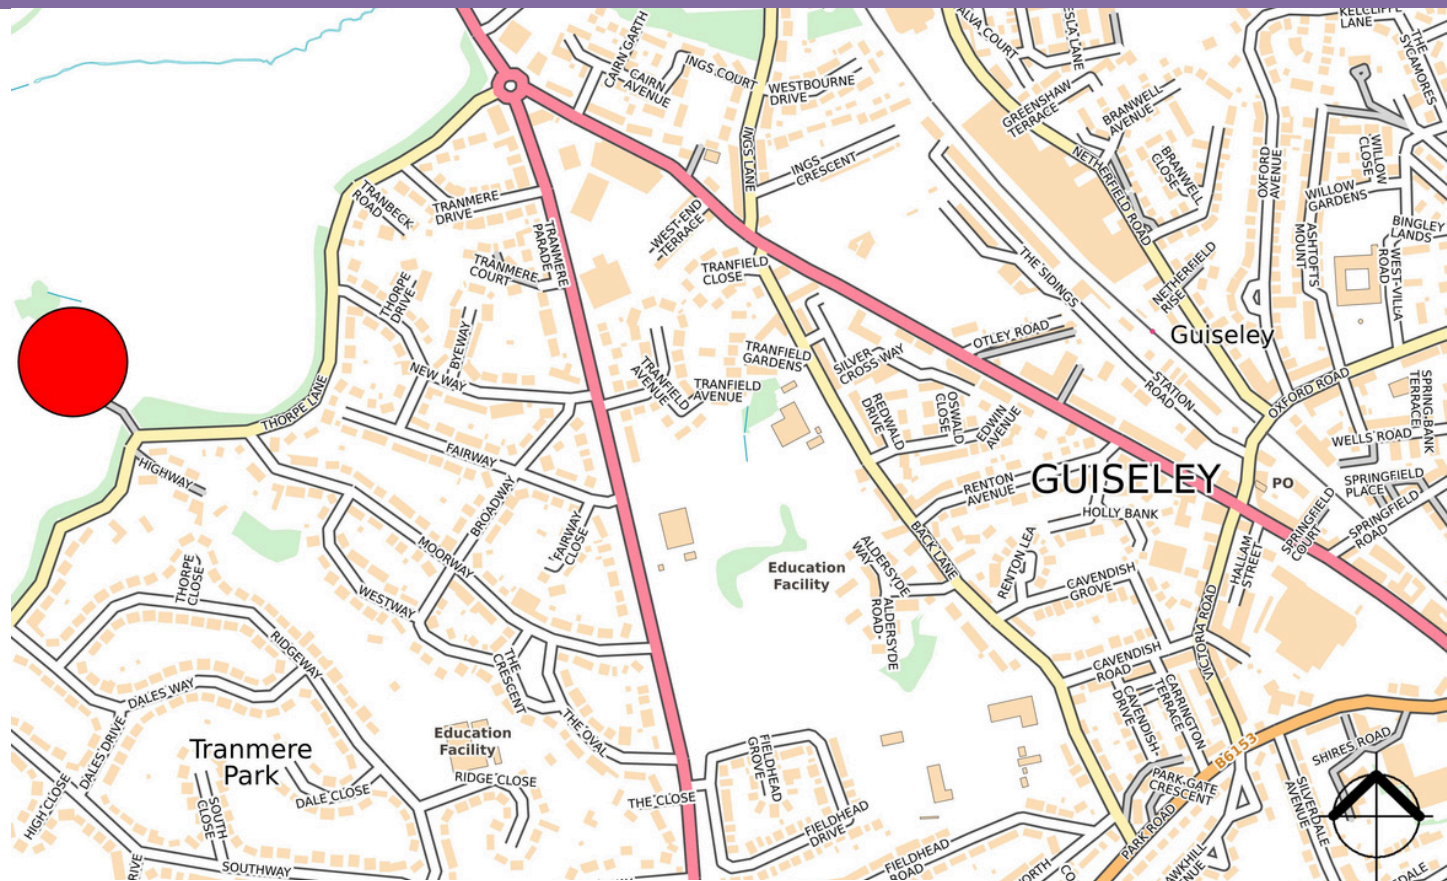 KELCLIFFE
LANE
THE
SYCAMORES
CAIRN GARTH
CAIRN
AVENUE
INGS COURT
WESTBOURNE
DRIVE
GREENSHAW
TERRACE
BRANWELL
AVENUE
BRANWELL
CLOSE
NETHERFIELD ROAD
OXFORD
AVENUE
WILLOW
CLOSE
WILLOW
GARDENS
BINGLEY
LANDS
ASHTOFTS
MOUNT
WEST VILLA
ROAD
INGS LANE
INGS
CRESCENT
TRANBECK
ROAD
TRANMERE
DRIVE
TRANMERE
PARADE
WEST END
TERRACE
TRANMERE
COURT
TRANFIELD
CLOSE
THE SIDINGS
NETHERFIELD
RISE
THORPE
DRIVE
BYEWAY
NEW WAY
TRANFIELD
GARDENS
SILVER
CROSS WAY
OTLEY ROAD
Guiseley
STATION
ROAD
OXFORD ROAD
SPRING BANK
TERRACE
TRANFIELD
AVENUE
TRANFIELD
AVENUE
REDWALD
DRIVE
OSWALD
CLOSE
EDWIN
AVENUE
WELLS ROAD
THORPE LANE
FAIRWAY
HIGHWAY
BROADWAY
FAIRWAY
CLOSE
RENTON
AVENUE
GUISELEY
PO
SPRINGFIELD
PLACE
SPRINGFIELD
ROAD
SPRINGFIELD
COURT
HOLLY BANK
BACK LANE
MOORWAY
WESTWAY
THORPE
CLOSE
Education
Facility
ALDERSYDE
WAY
ALDERSYDE
ROAD
RENTON LEA
CAVENDISH
GROVE
HALLAM
STREET
VICTORIA ROAD
RIDGEWAY
THE
CRESCENT
CAVENDISH
ROAD
CAVENDISH
DRIVE
CARRINGTON
TERRACE
DALES WAY
DALES DRIVE
THE OVAL
Tranmere
Park
Education
Facility
RIDGE CLOSE
DALE CLOSE
HIGH CLOSE
SOUTH
CLOSE
SOUTHWAY
THE CLOSE
FIELDHEAD
GROVE
FIELDHEAD
DRIVE
FIELDHEAD
ROAD
B6153
PARK GATE
CRESCENT
PARK ROAD
SHIRES ROAD
SILVERDALE
AVENUE